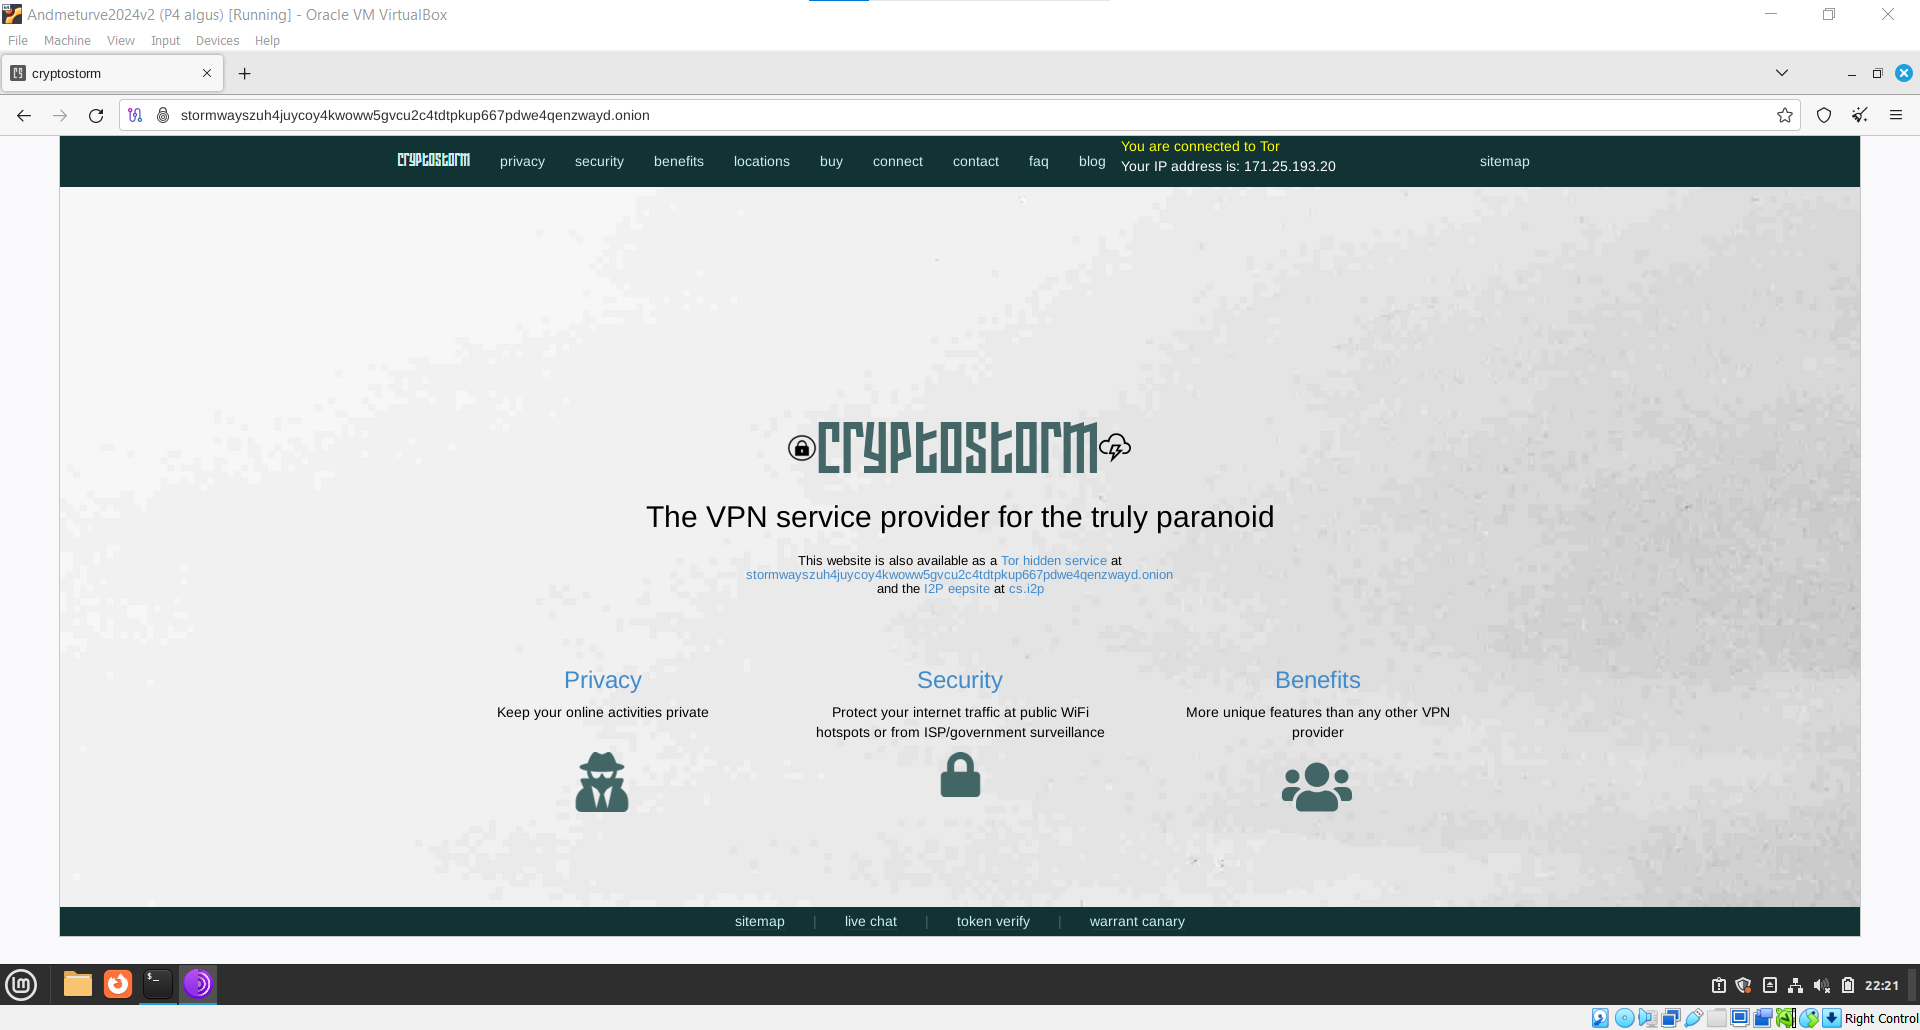 Andmeturve2024v2 (P4 algus) [Running] - Oracle VM VirtualBox
File Machine View Input Devices Help
cryptostorm
stormwayszuh4juycoy4kwoww5gvcu2c4tdtpkup667pdwe4qenzwayd.onion
cryptostorm privacy security benefits locations buy connect contact faq blog
You are connected to Tor
Your IP address is: 171.25.193.20
sitemap
cryptostorm
The VPN service provider for the truly paranoid
This website is also available as a Tor hidden service at
stormwayszuh4juycoy4kwoww5gvcu2c4tdtpkup667pdwe4qenzwayd.onion
and the I2P eepsite at cs.i2p
Privacy
Keep your online activities private
Security
Protect your internet traffic at public WiFi
hotspots or from ISP/government surveillance
Benefits
More unique features than any other VPN
provider
sitemap | live chat | token verify | warrant canary
22:21
Right Control